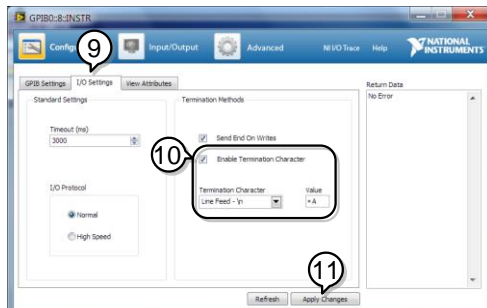 GPIB0::8::INSTR
Config
Input/Output
Advanced
NI I/O Trace
Help
NATIONAL INSTRUMENTS
9
GPIB Settings
I/O Settings
View Attributes
Return Data
No Error
Standard Settings
Termination Methods
Timeout (ms)
3000
Send End On Writes
10
Enable Termination Character
Termination Character
Value
Line Feed - \n
I/O Protocol
Normal
High Speed
11
Refresh
Apply Changes